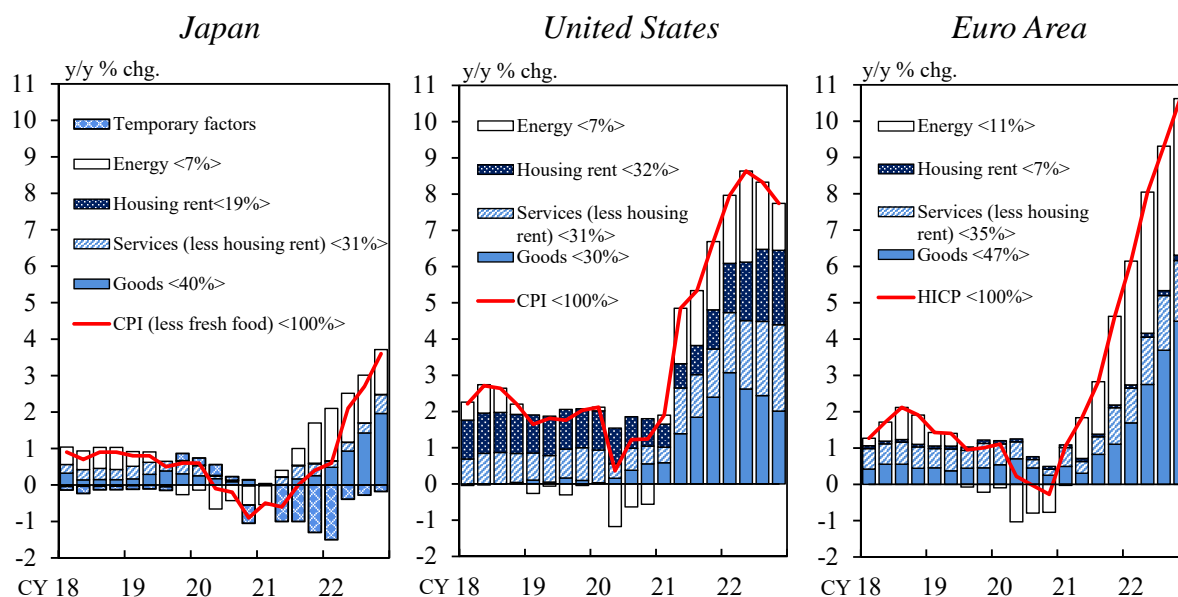 Japan
y/y % chg.
11
10
9
8
7
6
5
4
3
2
1
0
-1
-2
Temporary factors
Energy <7%>
Housing rent<19%>
Services (less housing rent) <31%>
Goods <40%>
CPI (less fresh food) <100%>
CY 18 19 20 21 22
United States
y/y % chg.
11
10
9
8
7
6
5
4
3
2
1
0
-1
-2
Energy <7%>
Housing rent <32%>
Services (less housing
rent) <31%>
Goods <30%>
CPI <100%>
CY 18 19 20 21 22
Euro Area
y/y % chg.
11
10
9
8
7
6
5
4
3
2
1
0
-1
-2
Energy <11%>
Housing rent <7%>
Services (less housing
rent) <35%>
Goods <47%>
HICP <100%>
CY 18 19 20 21 22